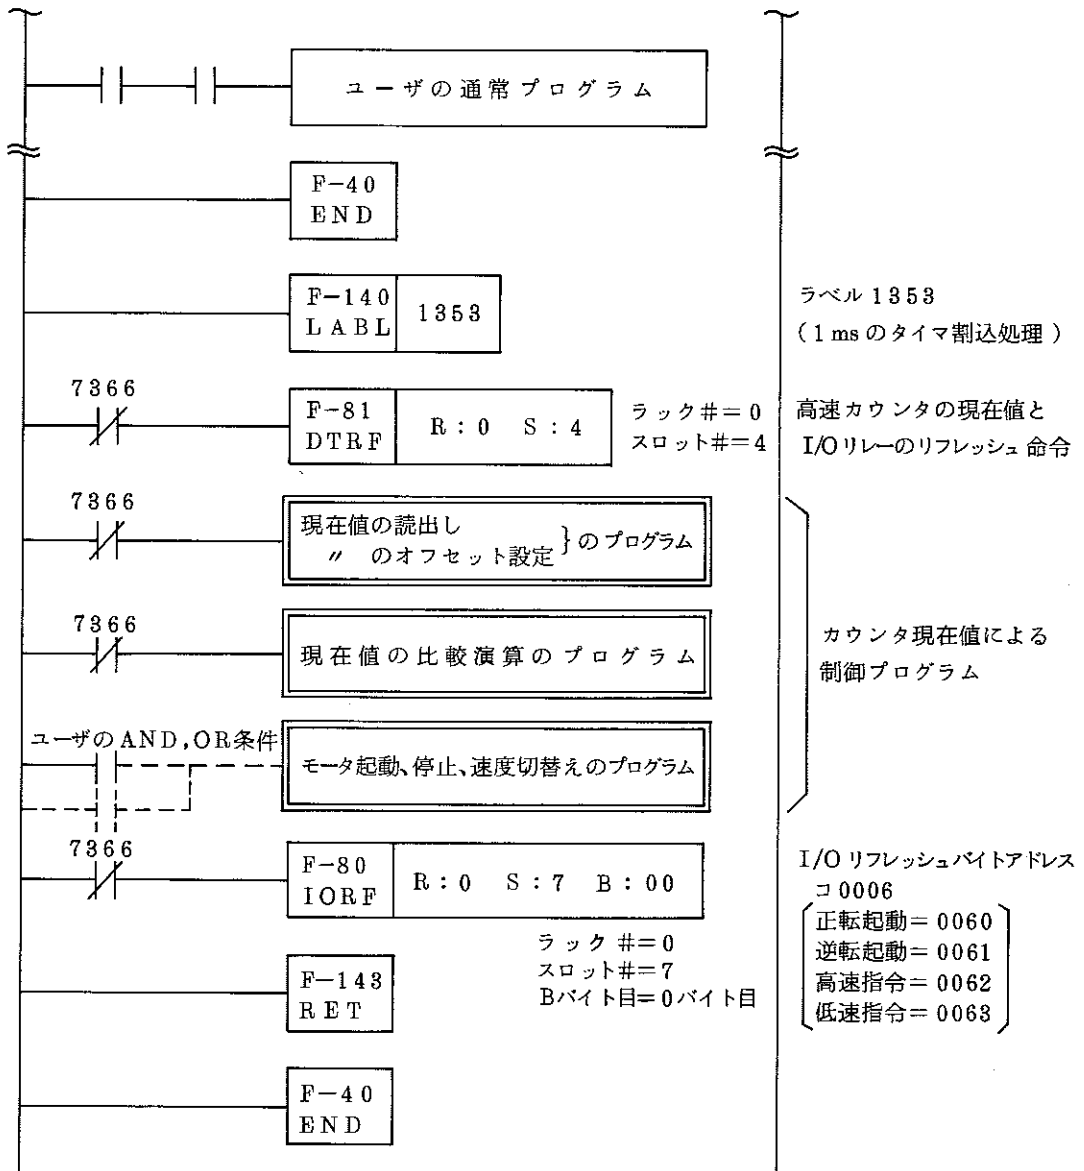 ユーザの通常プログラム
F-40
END
F-140
LABL
1353
ラベル 1353
(1msのタイマ割込処理)
7366
F-81
DTRF
R:0 S:4
ラック#=0
スロット#=4
高速カウンタの現在値と
I/Oリレーのリフレッシュ命令
7366
現在値の読出し
〃 のオフセット設定
}のプログラム
7366
現在値の比較演算のプログラム
カウンタ現在値による
制御プログラム
ユーザのAND,OR条件
モータ起動、停止、速度切替えのプログラム
7366
F-80
IORF
R:0 S:7 B:00
ラック#=0
スロット#=7
Bバイト目=0バイト目
I/Oリフレッシュバイトアドレス
コ0006
正転起動=0060
逆転起動=0061
高速指令=0062
低速指令=0063
F-143
RET
F-40
END